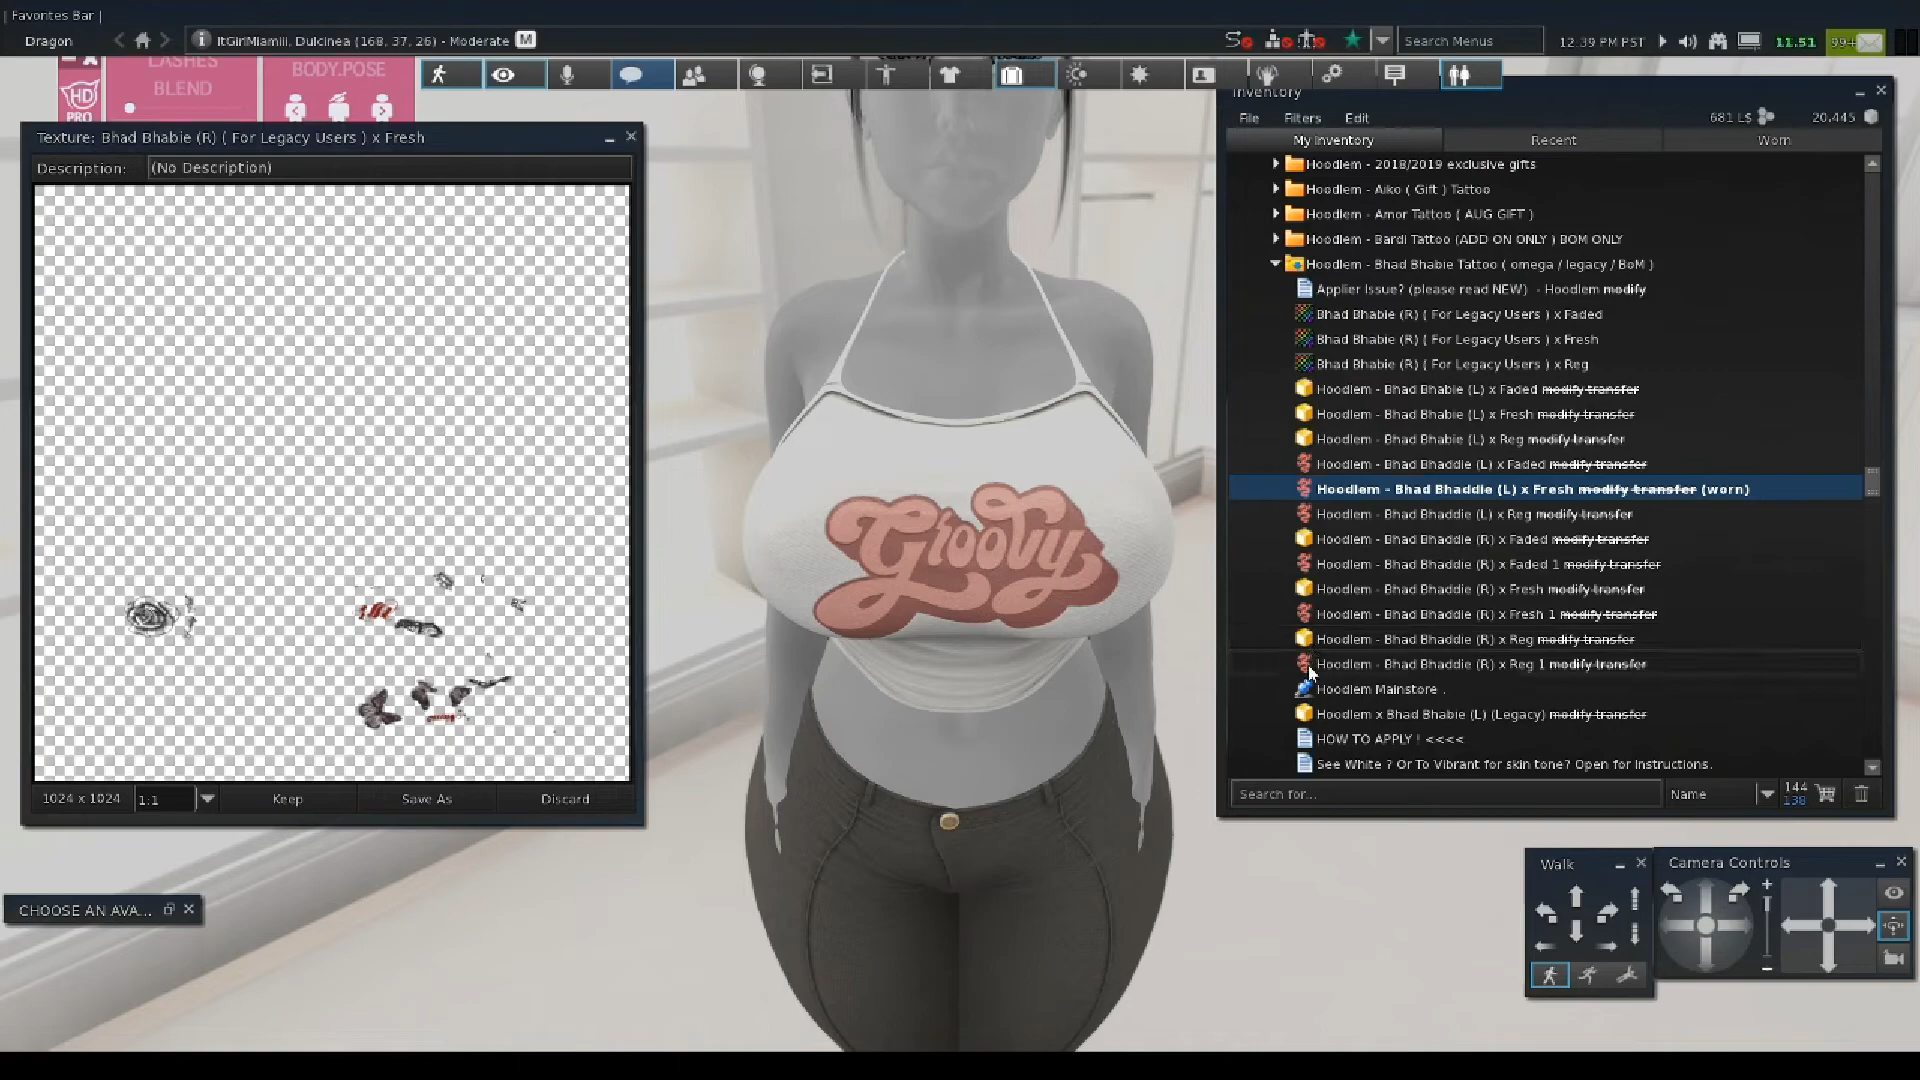 | Favorites Bar |
Dragon
ItGirlMiamiii, Dulcinea (168, 37, 26) - Moderate M
Search Menus
12:39 PM PST
11.51
99+
HD
PRO
LASHES
BLEND
BODY.POSE
Texture: Bhad Bhabie (R) ( For Legacy Users ) x Fresh
Description:
(No Description)
1024 x 1024
1:1
Keep
Save As
Discard
CHOOSE AN AVA...
Groovy
Inventory
File
Filters
Edit
681 L$
20,445
My Inventory
Recent
Worn
Hoodlem - 2018/2019 exclusive gifts
Hoodlem - Aiko ( Gift ) Tattoo
Hoodlem - Amor Tattoo ( AUG GIFT )
Hoodlem - Bardi Tattoo (ADD ON ONLY ) BOM ONLY
Hoodlem - Bhad Bhabie Tattoo ( omega / legacy / BoM )
Applier Issue? (please read NEW) - Hoodlem modify
Bhad Bhabie (R) ( For Legacy Users ) x Faded
Bhad Bhabie (R) ( For Legacy Users ) x Fresh
Bhad Bhabie (R) ( For Legacy Users ) x Reg
Hoodlem - Bhad Bhabie (L) x Faded modify transfer
Hoodlem - Bhad Bhabie (L) x Fresh modify transfer
Hoodlem - Bhad Bhabie (L) x Reg modify transfer
Hoodlem - Bhad Bhaddie (L) x Faded modify transfer
Hoodlem - Bhad Bhaddie (L) x Fresh modify transfer (worn)
Hoodlem - Bhad Bhaddie (L) x Reg modify transfer
Hoodlem - Bhad Bhaddie (R) x Faded modify transfer
Hoodlem - Bhad Bhaddie (R) x Faded 1 modify transfer
Hoodlem - Bhad Bhaddie (R) x Fresh modify transfer
Hoodlem - Bhad Bhaddie (R) x Fresh 1 modify transfer
Hoodlem - Bhad Bhaddie (R) x Reg modify transfer
Hoodlem - Bhad Bhaddie (R) x Reg 1 modify transfer
Hoodlem Mainstore .
Hoodlem x Bhad Bhabie (L) (Legacy) modify transfer
HOW TO APPLY ! <<<<
See White ? Or To Vibrant for skin tone? Open for Instructions.
Search for...
Name
144
138
Walk
Camera Controls